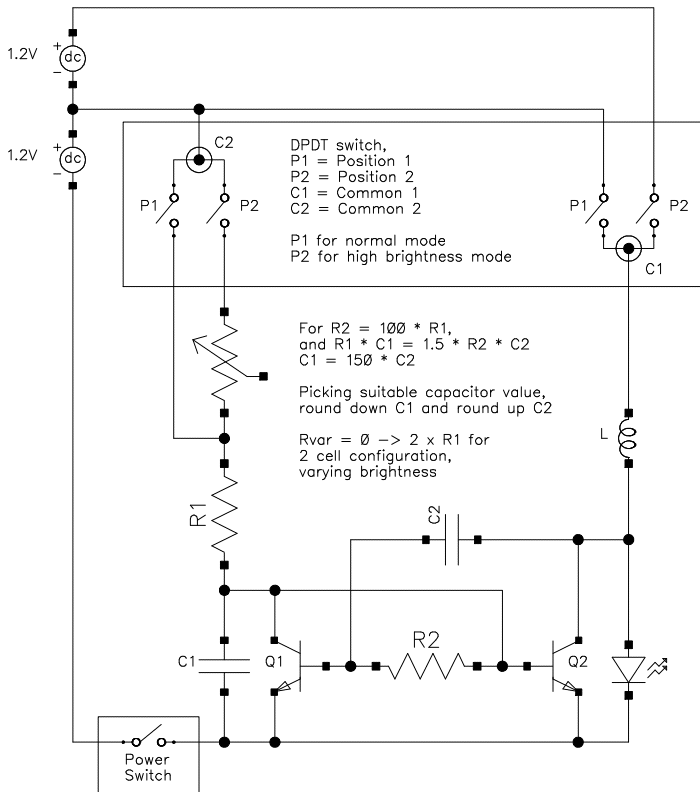 +
1.2V
dc
−
+
1.2V
dc
−
C2
DPDT switch,
P1 = Position 1
P2 = Position 2
C1 = Common 1
C2 = Common 2
P1 for normal mode
P2 for high brightness mode
P1
P2
P1
P2
C1
For R2 = 100 * R1,
and R1 * C1 = 1.5 * R2 * C2
C1 = 150 * C2
Picking suitable capacitor value,
round down C1 and round up C2
Rvar = 0 -> 2 x R1 for
2 cell configuration,
varying brightness
L
R1
C2
R2
C1
Q1
Q2
Power
Switch